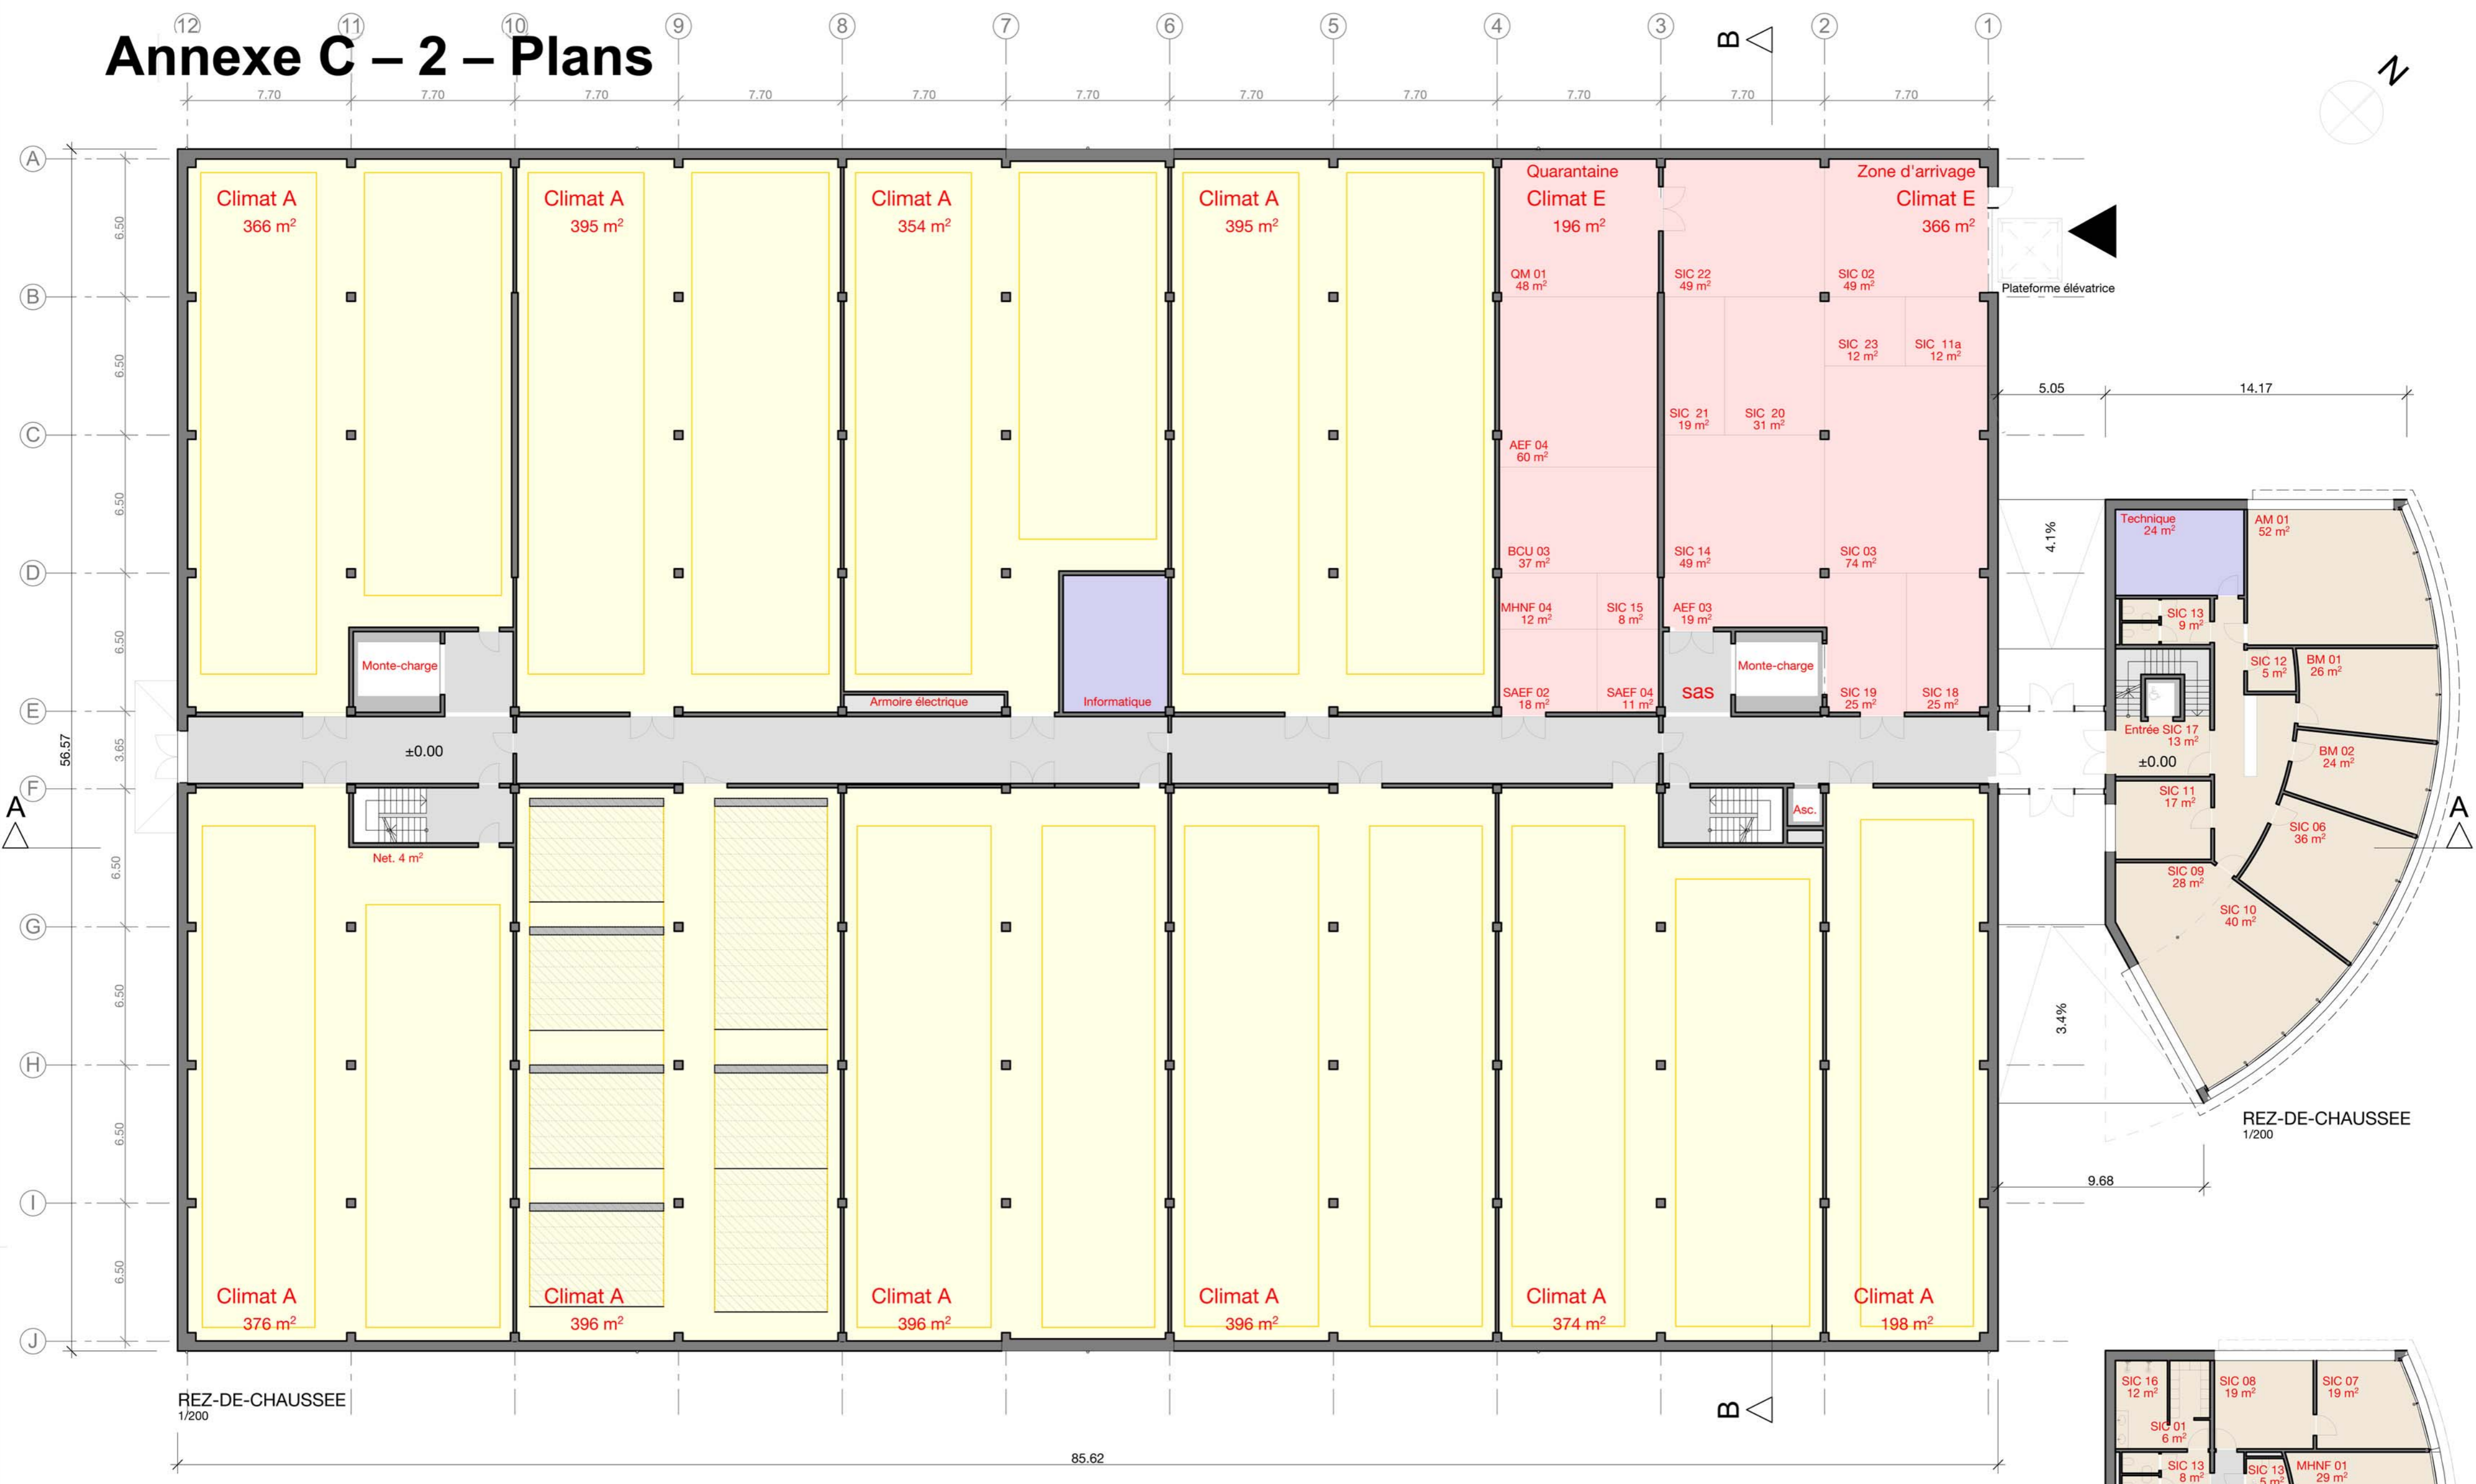 12 11 10 9 8 7 6 5 4 3 2 1
Annexe C – 2 – Plans
B
N
7.70 7.70 7.70 7.70 7.70 7.70 7.70 7.70 7.70 7.70 7.70
A
B
C
D
E
F
G
H
I
J
6.50
6.50
6.50
6.50
3.65
6.50
6.50
6.50
6.50
56.57
A
Climat A
366 m²
Climat A
395 m²
Climat A
354 m²
Climat A
395 m²
Quarantaine
Climat E
196 m²
Zone d'arrivage
Climat E
366 m²
QM 01
48 m²
SIC 22
49 m²
SIC 02
49 m²
Plateforme élévatrice
SIC 23
12 m²
SIC 11a
12 m²
SIC 21
19 m²
SIC 20
31 m²
AEF 04
60 m²
BCU 03
37 m²
SIC 14
49 m²
SIC 03
74 m²
MHNF 04
12 m²
SIC 15
8 m²
AEF 03
19 m²
Monte-charge
Monte-charge
Armoire électrique
Informatique
SAEF 02
18 m²
SAEF 04
11 m²
sas
SIC 19
25 m²
SIC 18
25 m²
±0.00
Net. 4 m²
Asc.
Climat A
376 m²
Climat A
396 m²
Climat A
396 m²
Climat A
396 m²
Climat A
374 m²
Climat A
198 m²
REZ-DE-CHAUSSEE
1/200
B
85.62
5.05
14.17
4.1%
Technique
24 m²
AM 01
52 m²
SIC 13
9 m²
SIC 12
5 m²
BM 01
26 m²
Entrée SIC 17
13 m²
±0.00
BM 02
24 m²
SIC 11
17 m²
SIC 06
36 m²
SIC 09
28 m²
SIC 10
40 m²
A
3.4%
REZ-DE-CHAUSSEE
1/200
9.68
SIC 16
12 m²
SIC 08
19 m²
SIC 07
19 m²
SIC 01
6 m²
SIC 13
8 m²
SIC 13
5 m²
MHNF 01
29 m²